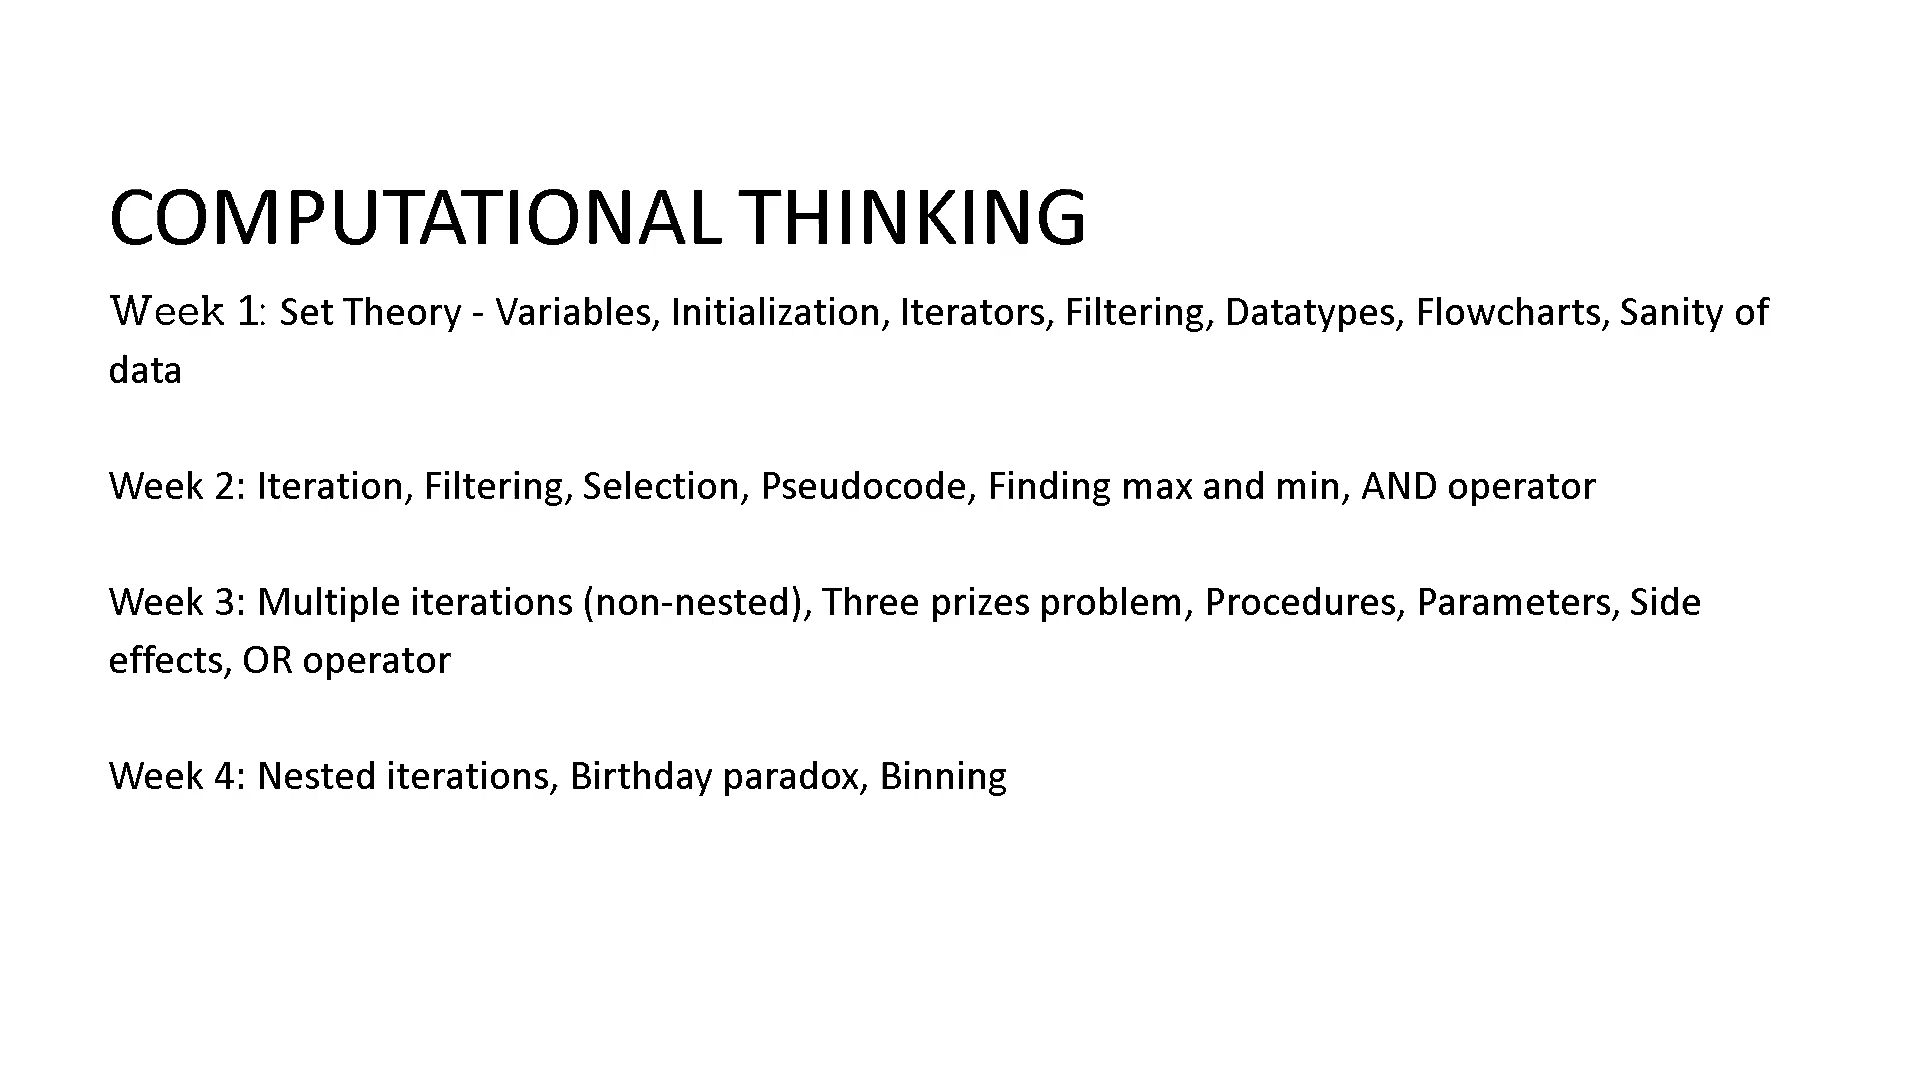 COMPUTATIONAL THINKING
Week 1: Set Theory - Variables, Initialization, Iterators, Filtering, Datatypes, Flowcharts, Sanity of
data
Week 2: Iteration, Filtering, Selection, Pseudocode, Finding max and min, AND operator
Week 3: Multiple iterations (non-nested), Three prizes problem, Procedures, Parameters, Side
effects, OR operator
Week 4: Nested iterations, Birthday paradox, Binning